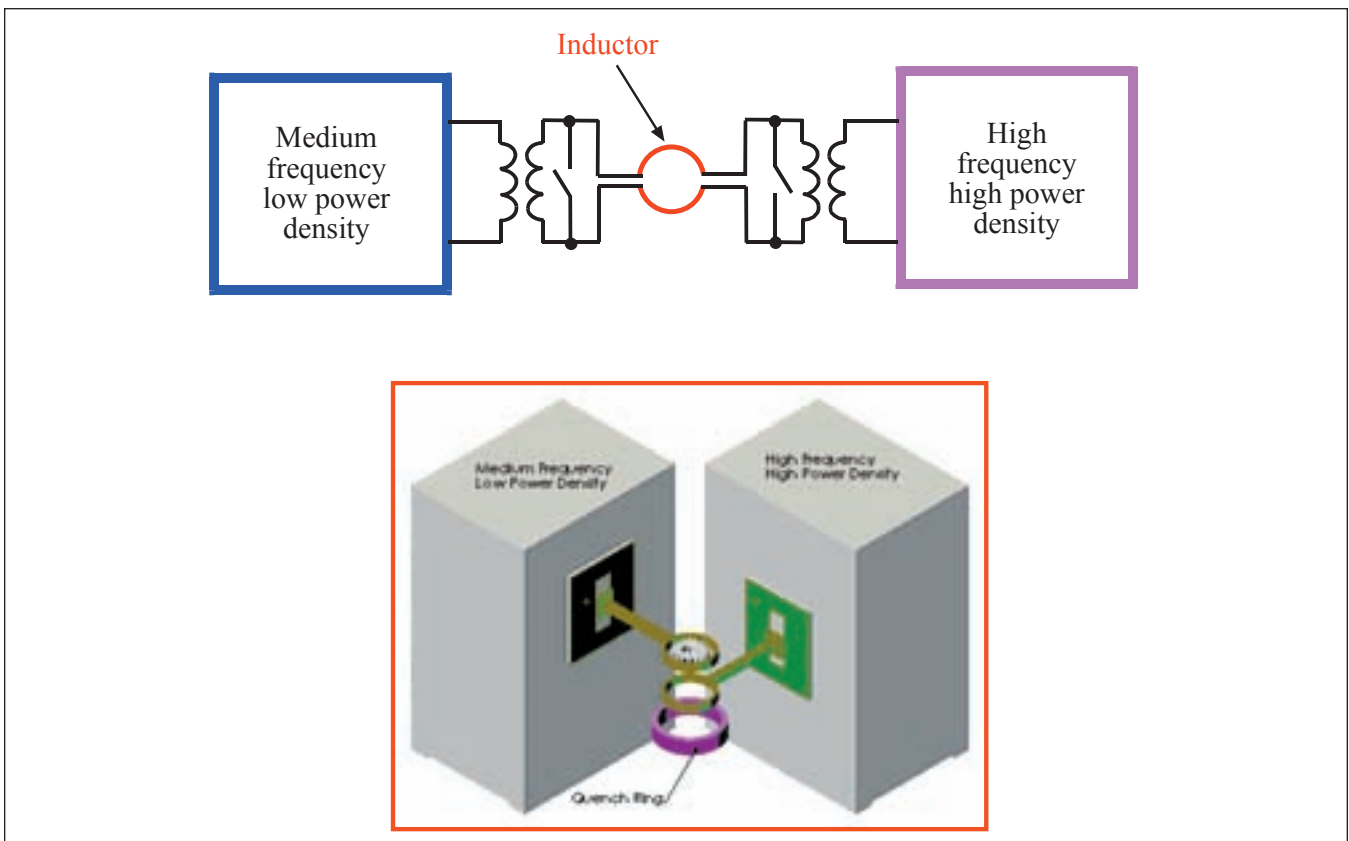 Inductor
Medium
frequency
low power
density
High
frequency
high power
density
Medium Frequency
Low Power Density
High Frequency
High Power Density
Quench Ring